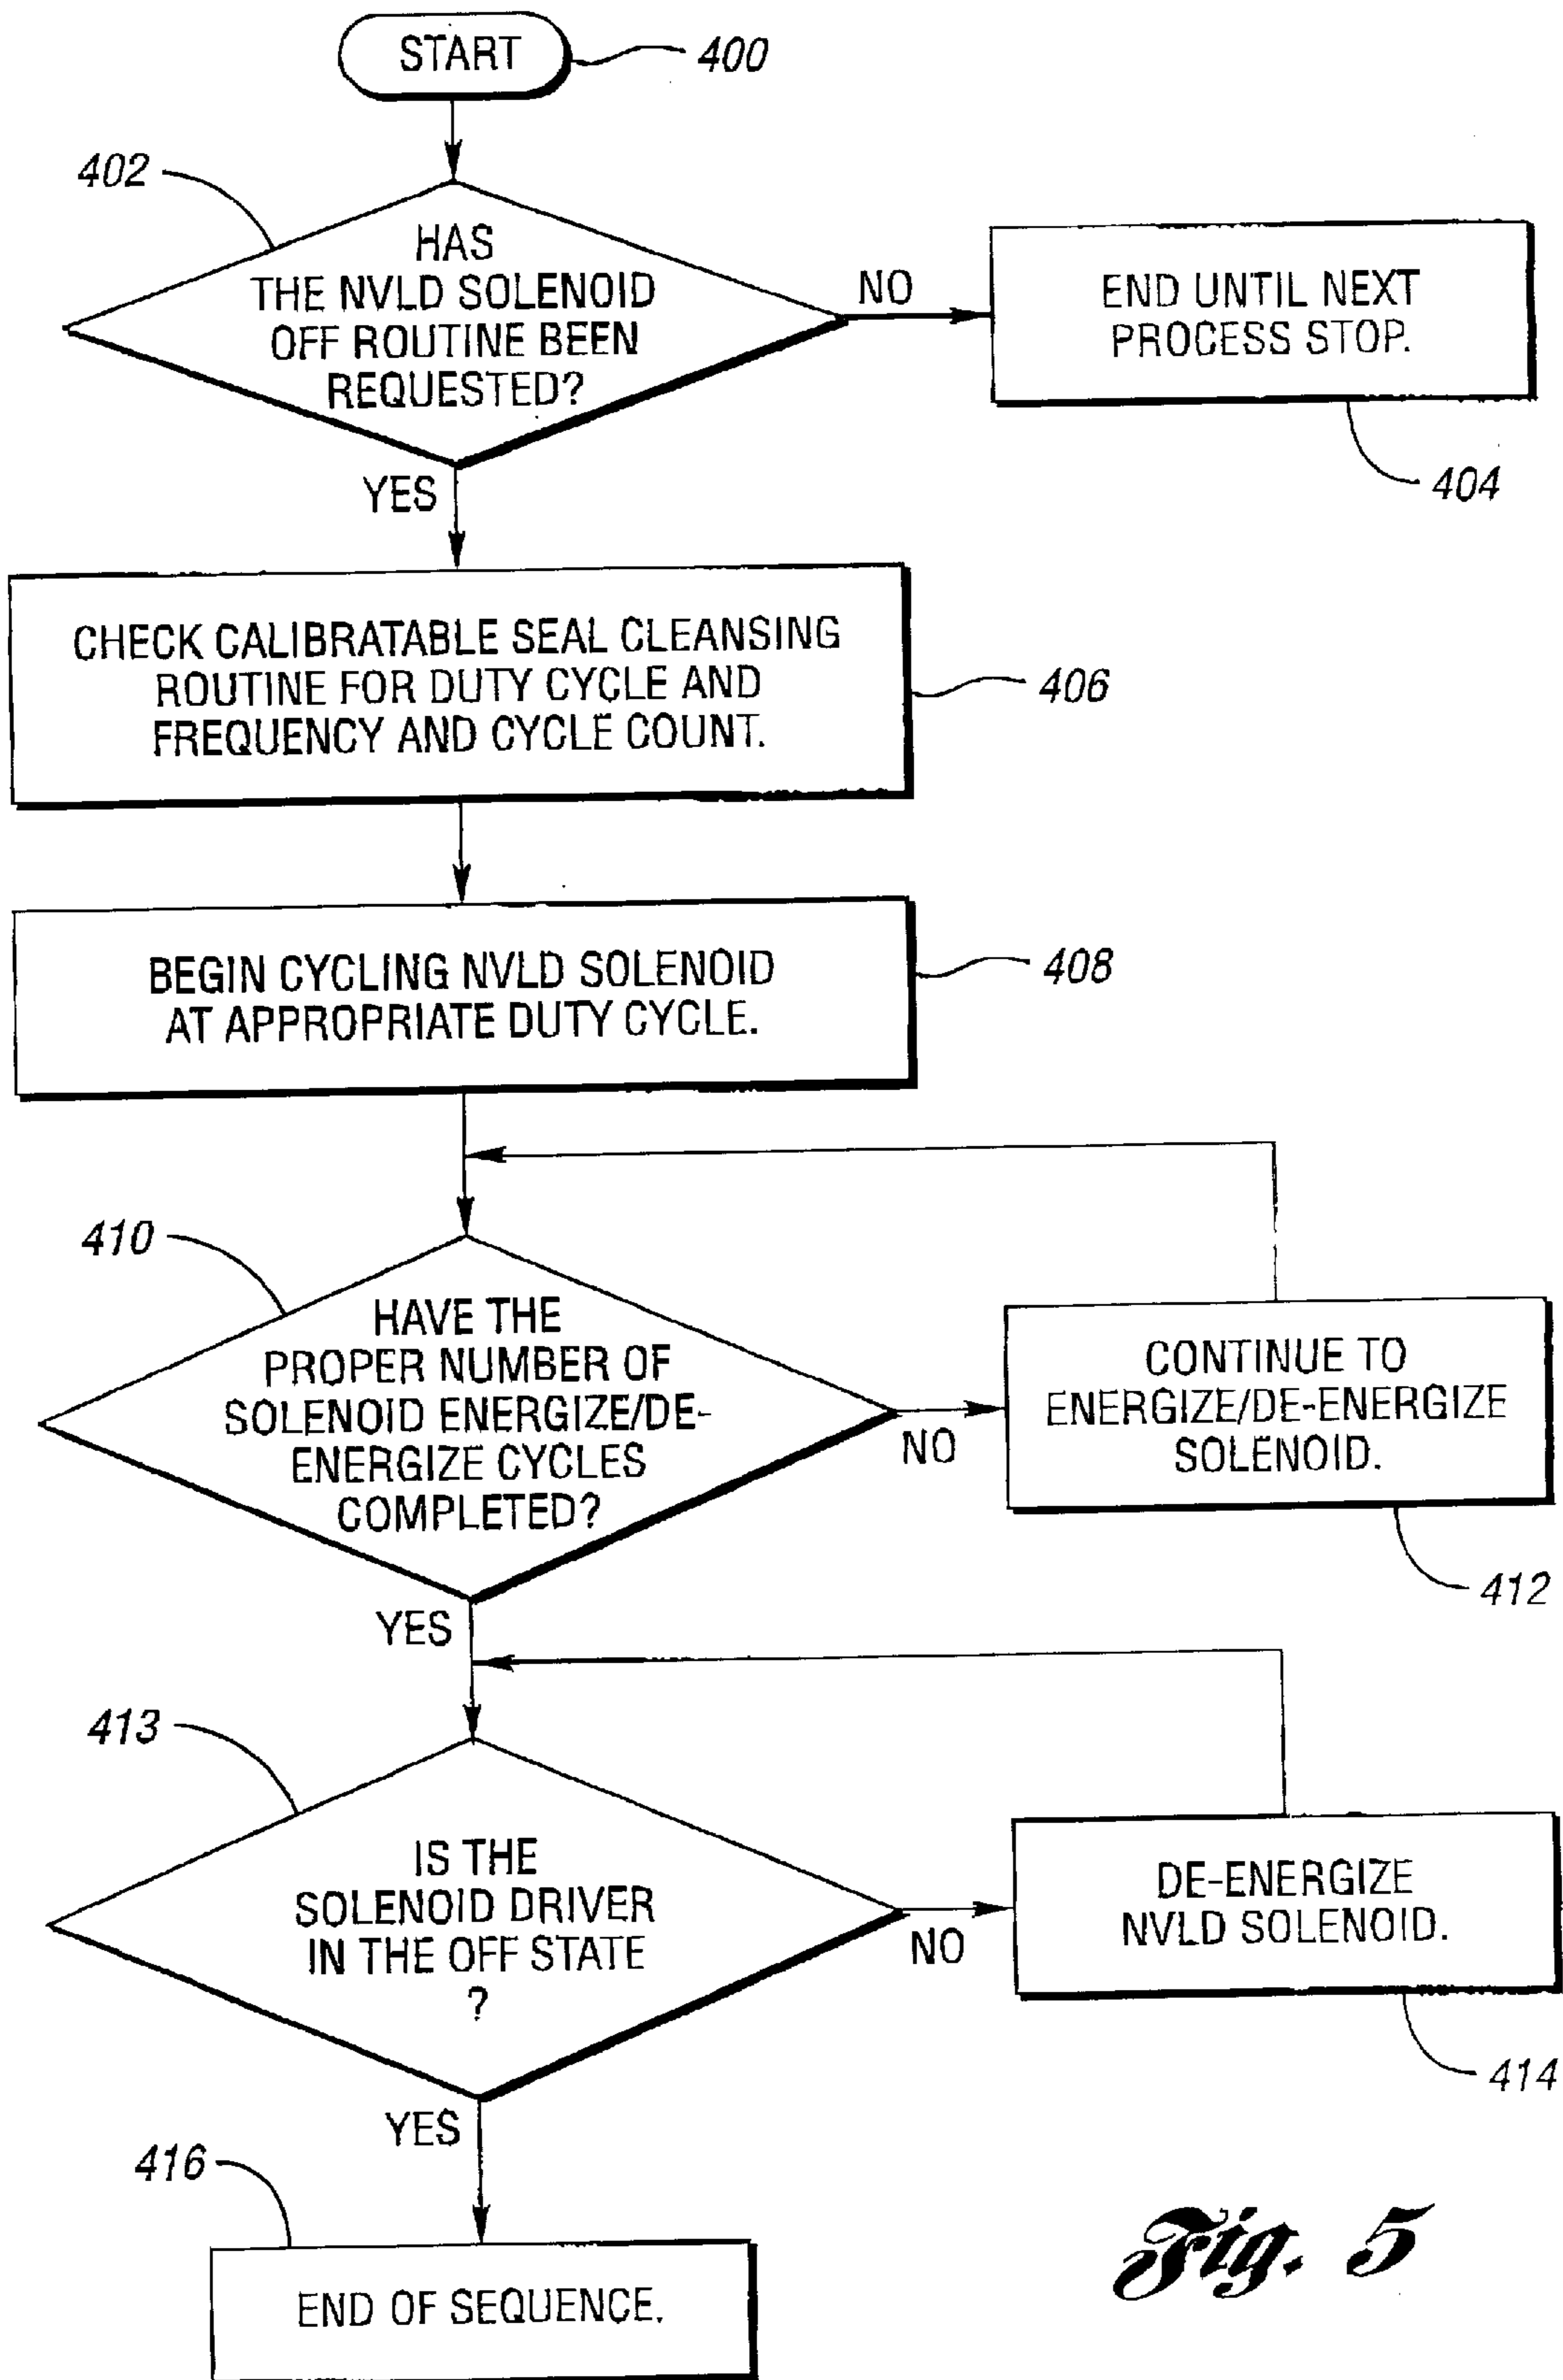 START
400
402
HAS
THE NVLD SOLENOID
OFF ROUTINE BEEN
REQUESTED?
NO
END UNTIL NEXT
PROCESS STOP.
404
YES
CHECK CALIBRATABLE SEAL CLEANSING
ROUTINE FOR DUTY CYCLE AND
FREQUENCY AND CYCLE COUNT.
406
BEGIN CYCLING NVLD SOLENOID
AT APPROPRIATE DUTY CYCLE.
408
410
HAVE THE
PROPER NUMBER OF
SOLENOID ENERGIZE/DE-
ENERGIZE CYCLES
COMPLETED?
NO
CONTINUE TO
ENERGIZE/DE-ENERGIZE
SOLENOID.
412
YES
413
IS THE
SOLENOID DRIVER
IN THE OFF STATE
?
NO
DE-ENERGIZE
NVLD SOLENOID.
414
YES
416
END OF SEQUENCE.
Fig. 5